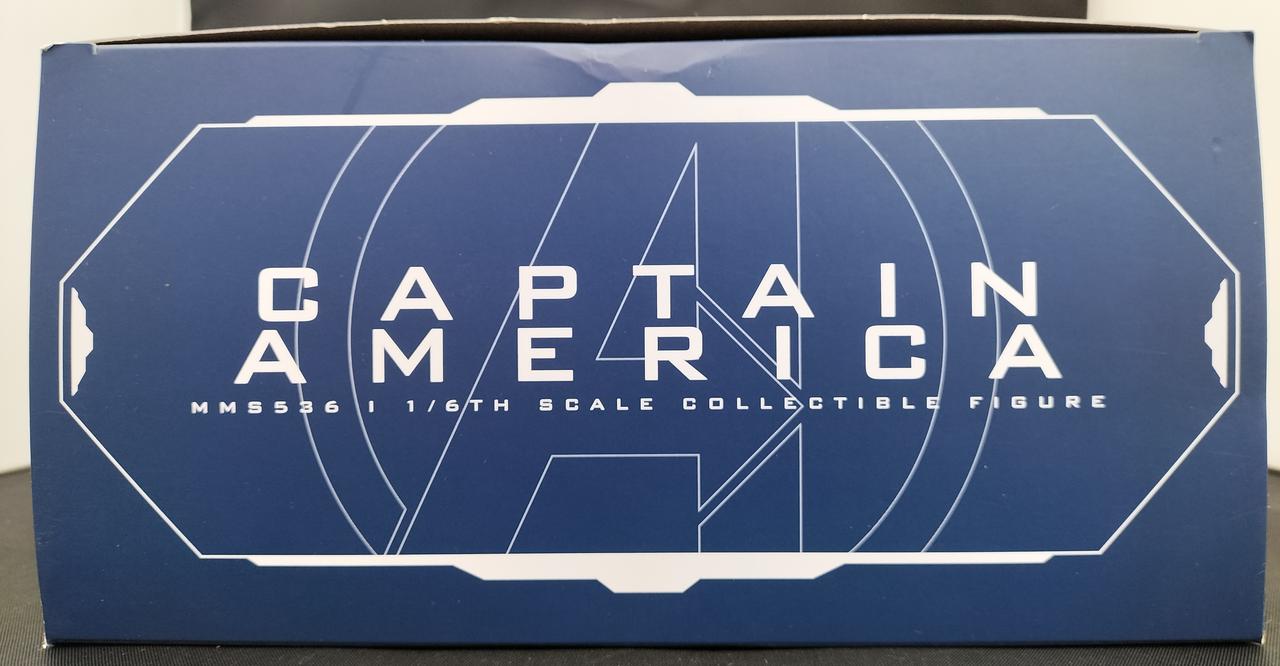 CAPTAIN
AMERICA
MMS536 | 1/6TH SCALE COLLECTIBLE FIGURE